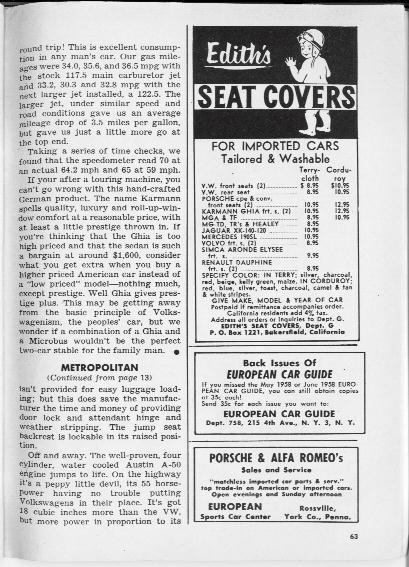 round trip! This is excellent consump-
tion in any man's car. Our gas mile-
ages were 34.0, 35.6, and 36.5 mpg with
the stock 117.5 main carburetor jet
and 33.2, 30.3 and 32.8 mpg with the
next larger jet installed, a 122.5. The
larger jet, under similar speed and
road conditions gave us an average
mileage drop of 3.5 miles per gallon,
but gave us just a little more go at
the top end.
Taking a series of time checks, we
found that the speedometer read 70 at
an actual 64.2 mph and 65 at 59 mph.
If your after a touring machine, you
can't go wrong with this hand-crafted
German product. The name Karmann
spells quality, luxury and roll-up-win-
dow comfort at a reasonable price, with
at least a little prestige thrown in. If
you're thinking that the Ghia is too
high priced and that the sedan is such
a bargain at around $1,600, consider
what you get extra when you buy a
higher priced American car instead of
a "low priced" model—nothing much,
except prestige. Well Ghia gives pres-
tige plus. This may be getting away
from the basic principle of Volks-
wagenism, the peoples' car, but we
wonder if a combination of a Ghia and
a Microbus wouldn't be the perfect
two-car stable for the family man. ●
METROPOLITAN
(Continued from page 13)
isn't provided for easy luggage load-
ing; but this does save the manufac-
turer the time and money of providing
door lock and attendant hinge and
weather stripping. The jump seat
backrest is lockable in its raised posi-
tion.
Off and away. The well-proven, four
cylinder, water cooled Austin A-50
engine jumps to life. On the highway
it's a peppy little devil, its 55 horse-
power having no trouble putting
Volkswagens in their place. It's got
18 cubic inches more than the VW,
but more power in proportion to its
Edith's
SEAT COVERS
FOR IMPORTED CARS
Tailored & Washable
Terry- Cordu-
cloth roy
V.W. front seats (2) $ 8.95 $10.95
V.W. rear seat 8.95 10.95
PORSCHE cpe & conv.
front seats (2) 10.95 12.95
KARMANN GHIA frt. s. (2) 10.95 12.95
MGA & TF 8.95 10.95
MG-TD, TR's & HEALEY 8.95 10.95
JAGUAR XK-140-120 10.95
MERCEDES 190SL 10.95
VOLVO frt. s. (2) 8.95
SIMCA ARONDE ELYSEE
frt. s. 9.95
RENAULT DAUPHINE
frt. s. (2) 8.95
SPECIFY COLOR: IN TERRY; silver, charcoal,
red, beige, kelly green, maize. IN CORDUROY;
red, blue, silver, toast, charcoal, camel & tan
& white stripes.
GIVE MAKE, MODEL & YEAR OF CAR
Postpaid if remittance accompanies order.
California residents add 4% tax.
Address all orders or inquiries to Dept. G.
EDITH'S SEAT COVERS, Dept. G
P. O. Box 1221, Bakersfield, California
Back Issues Of
EUROPEAN CAR GUIDE
If you missed the May 1958 or June 1958 EURO-
PEAN CAR GUIDE, you can still obtain copies
at 35c each!
Send 35c for each issue you want to:
EUROPEAN CAR GUIDE
Dept. 758, 215 4th Ave., N. Y. 3, N. Y.
PORSCHE & ALFA ROMEO'S
Sales and Service
"matchless imported car parts & serv."
top trade-in on American or imported cars.
Open evenings and Sunday afternoon
EUROPEAN Rossville,
Sports Car Center York Co., Penna.
63